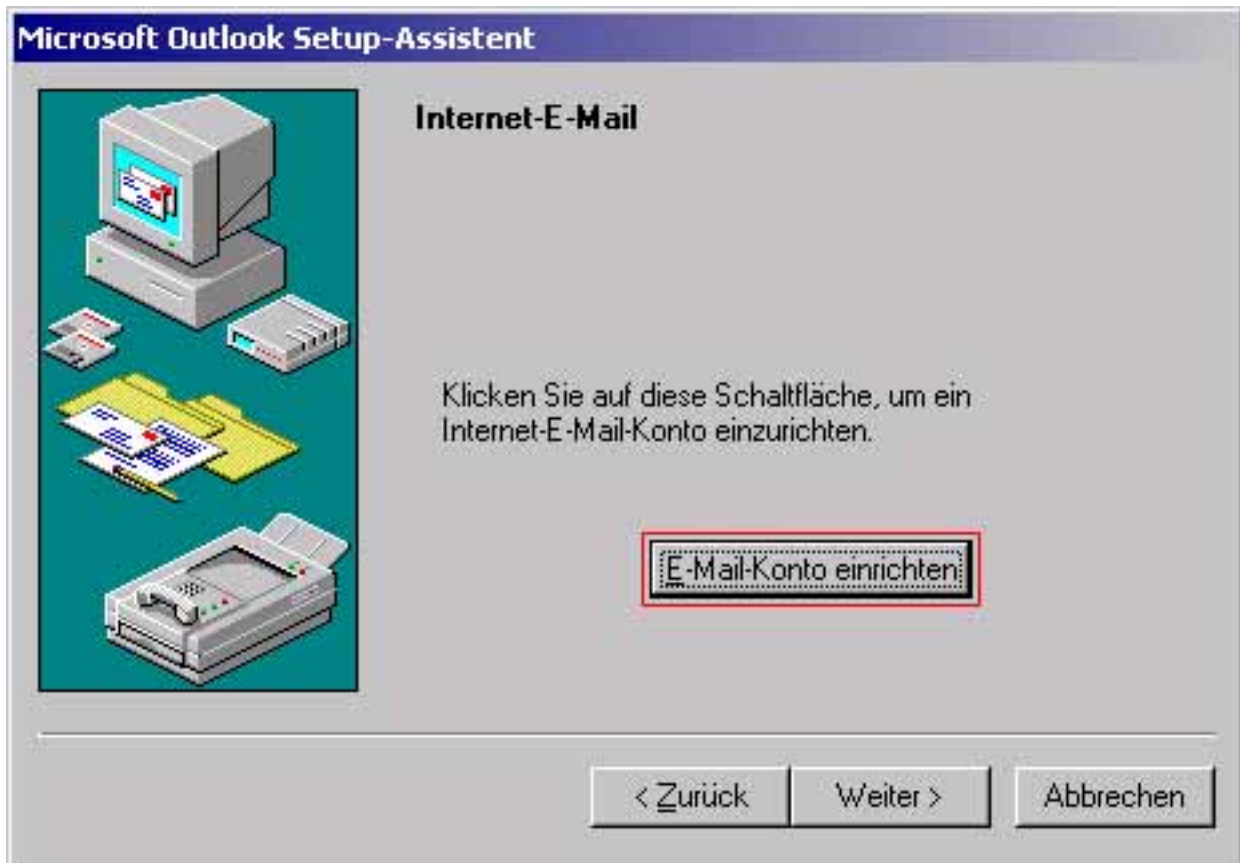 Microsoft Outlook Setup-Assistent
Internet-E-Mail
Klicken Sie auf diese Schaltfläche, um ein
Internet-E-Mail-Konto einzurichten.
E-Mail-Konto einrichten
< Zurück
Weiter >
Abbrechen